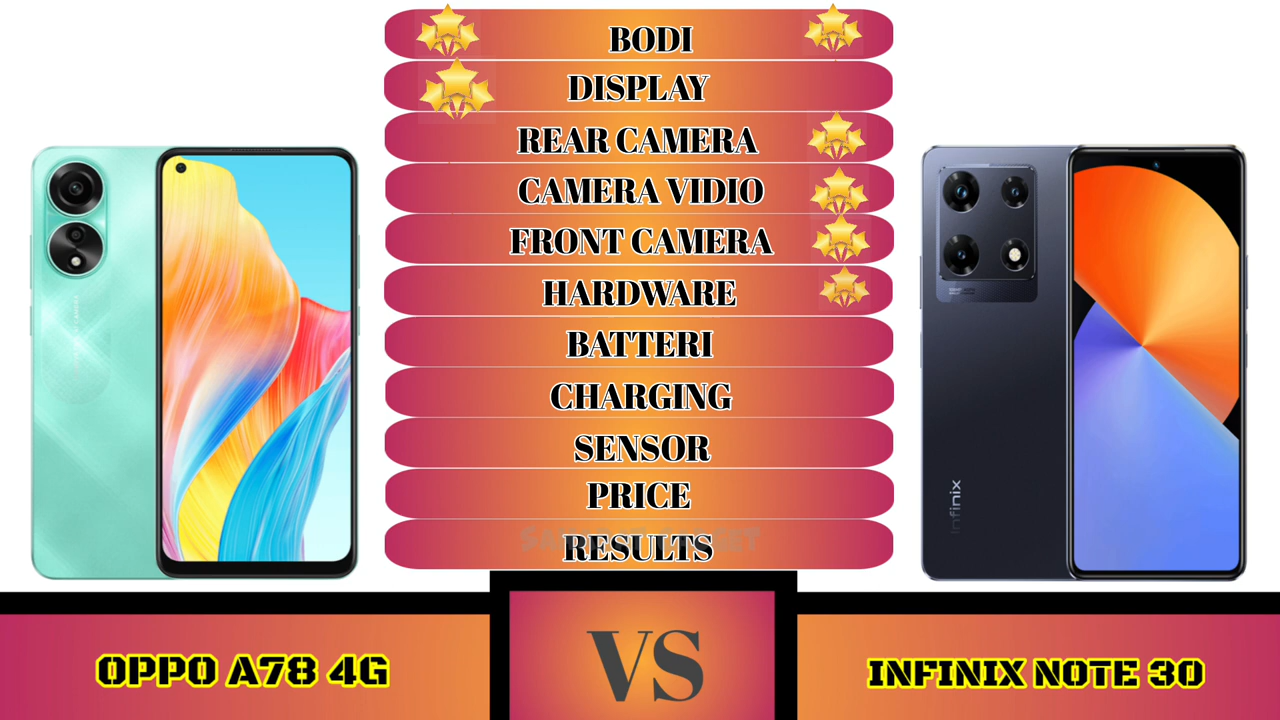 BODI
DISPLAY
REAR CAMERA
CAMERA VIDIO
FRONT CAMERA
HARDWARE
BATTERI
CHARGING
SENSOR
PRICE
RESULTS
Infinix
OPPO A78 4G
VS
INFINIX NOTE 30